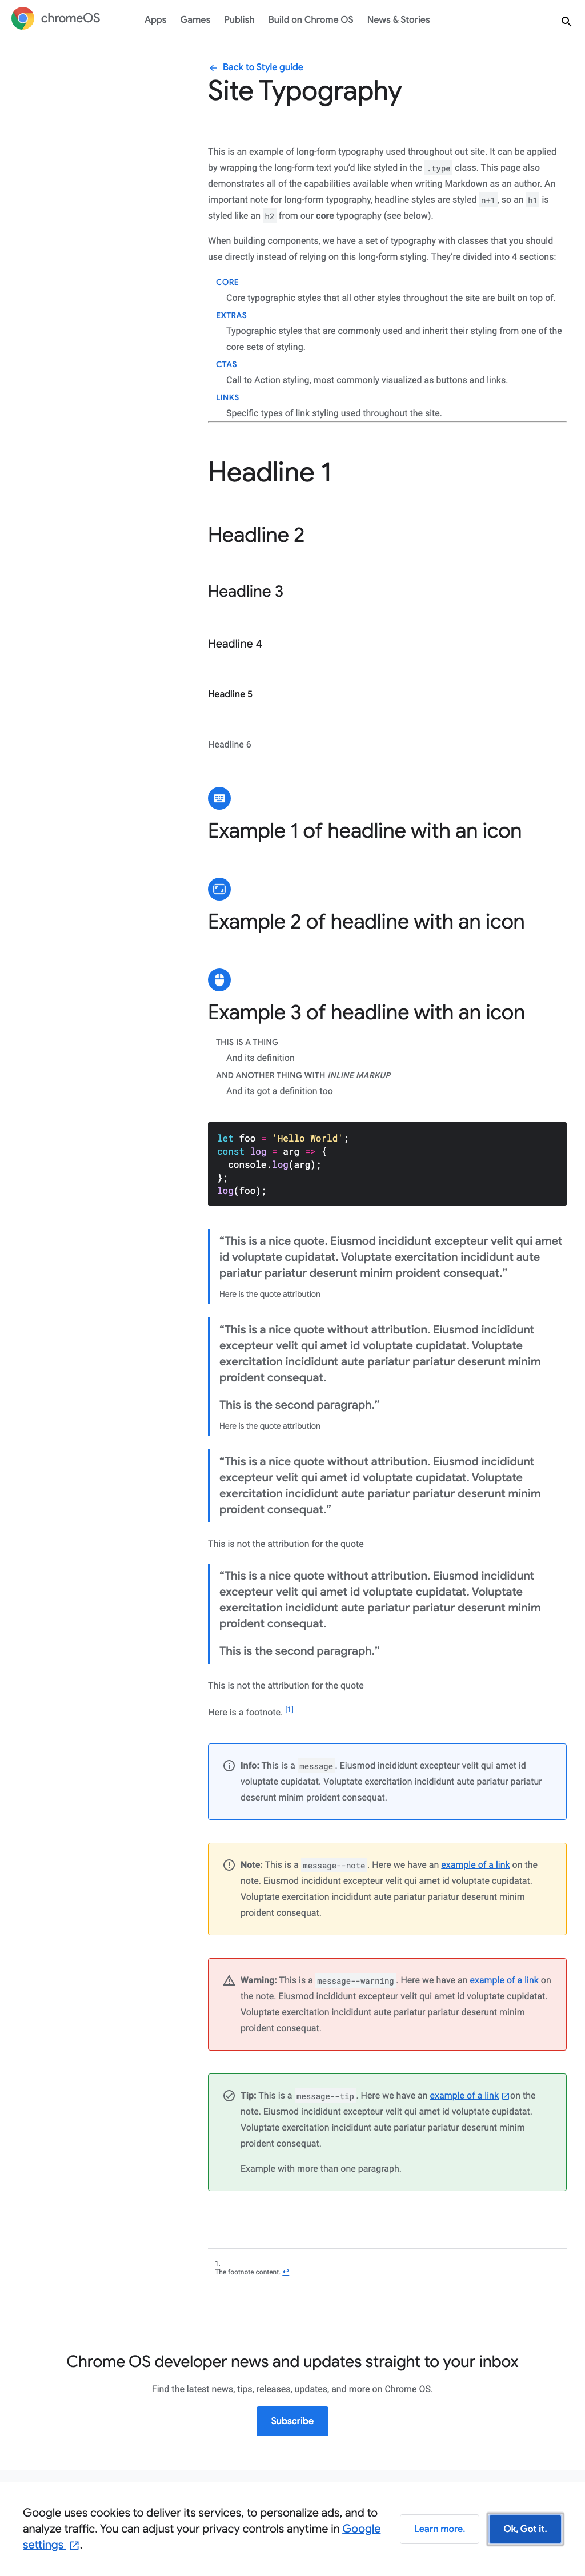 chromeOS Apps Games Publish Build on Chrome OS News & Stories
Back to Style guide
Site Typography
This is an example of long-form typography used throughout out site. It can be applied
by wrapping the long-form text you’d like styled in the .type class. This page also
demonstrates all of the capabilities available when writing Markdown as an author. An
important note for long-form typography, headline styles are styled n+1, so an h1 is
styled like an h2 from our core typography (see below).
When building components, we have a set of typography with classes that you should
use directly instead of relying on this long-form styling. They’re divided into 4 sections:
CORE
Core typographic styles that all other styles throughout the site are built on top of.
EXTRAS
Typographic styles that are commonly used and inherit their styling from one of the
core sets of styling.
CTAS
Call to Action styling, most commonly visualized as buttons and links.
LINKS
Specific types of link styling used throughout the site.
Headline 1
Headline 2
Headline 3
Headline 4
Headline 5
Headline 6
Example 1 of headline with an icon
Example 2 of headline with an icon
Example 3 of headline with an icon
THIS IS A THING
And its definition
AND ANOTHER THING WITH INLINE MARKUP
And its got a definition too
let foo = 'Hello World';
const log = arg => {
console.log(arg);
};
log(foo);
“This is a nice quote. Eiusmod incididunt excepteur velit qui amet
id voluptate cupidatat. Voluptate exercitation incididunt aute
pariatur pariatur deserunt minim proident consequat.”
Here is the quote attribution
“This is a nice quote without attribution. Eiusmod incididunt
excepteur velit qui amet id voluptate cupidatat. Voluptate
exercitation incididunt aute pariatur pariatur deserunt minim
proident consequat.
This is the second paragraph.”
Here is the quote attribution
“This is a nice quote without attribution. Eiusmod incididunt
excepteur velit qui amet id voluptate cupidatat. Voluptate
exercitation incididunt aute pariatur pariatur deserunt minim
proident consequat.”
This is not the attribution for the quote
“This is a nice quote without attribution. Eiusmod incididunt
excepteur velit qui amet id voluptate cupidatat. Voluptate
exercitation incididunt aute pariatur pariatur deserunt minim
proident consequat.
This is the second paragraph.”
This is not the attribution for the quote
Here is a footnote. [1]
Info: This is a message. Eiusmod incididunt excepteur velit qui amet id
voluptate cupidatat. Voluptate exercitation incididunt aute pariatur pariatur
deserunt minim proident consequat.
Note: This is a message--note. Here we have an example of a link on the
note. Eiusmod incididunt excepteur velit qui amet id voluptate cupidatat.
Voluptate exercitation incididunt aute pariatur pariatur deserunt minim
proident consequat.
Warning: This is a message--warning. Here we have an example of a link on
the note. Eiusmod incididunt excepteur velit qui amet id voluptate cupidatat.
Voluptate exercitation incididunt aute pariatur pariatur deserunt minim
proident consequat.
Tip: This is a message--tip. Here we have an example of a link on the
note. Eiusmod incididunt excepteur velit qui amet id voluptate cupidatat.
Voluptate exercitation incididunt aute pariatur pariatur deserunt minim
proident consequat.
Example with more than one paragraph.
1.
The footnote content. ↩
Chrome OS developer news and updates straight to your inbox
Find the latest news, tips, releases, updates, and more on Chrome OS.
Subscribe
Google uses cookies to deliver its services, to personalize ads, and to
analyze traffic. You can adjust your privacy controls anytime in Google
settings.
Learn more. Ok, Got it.